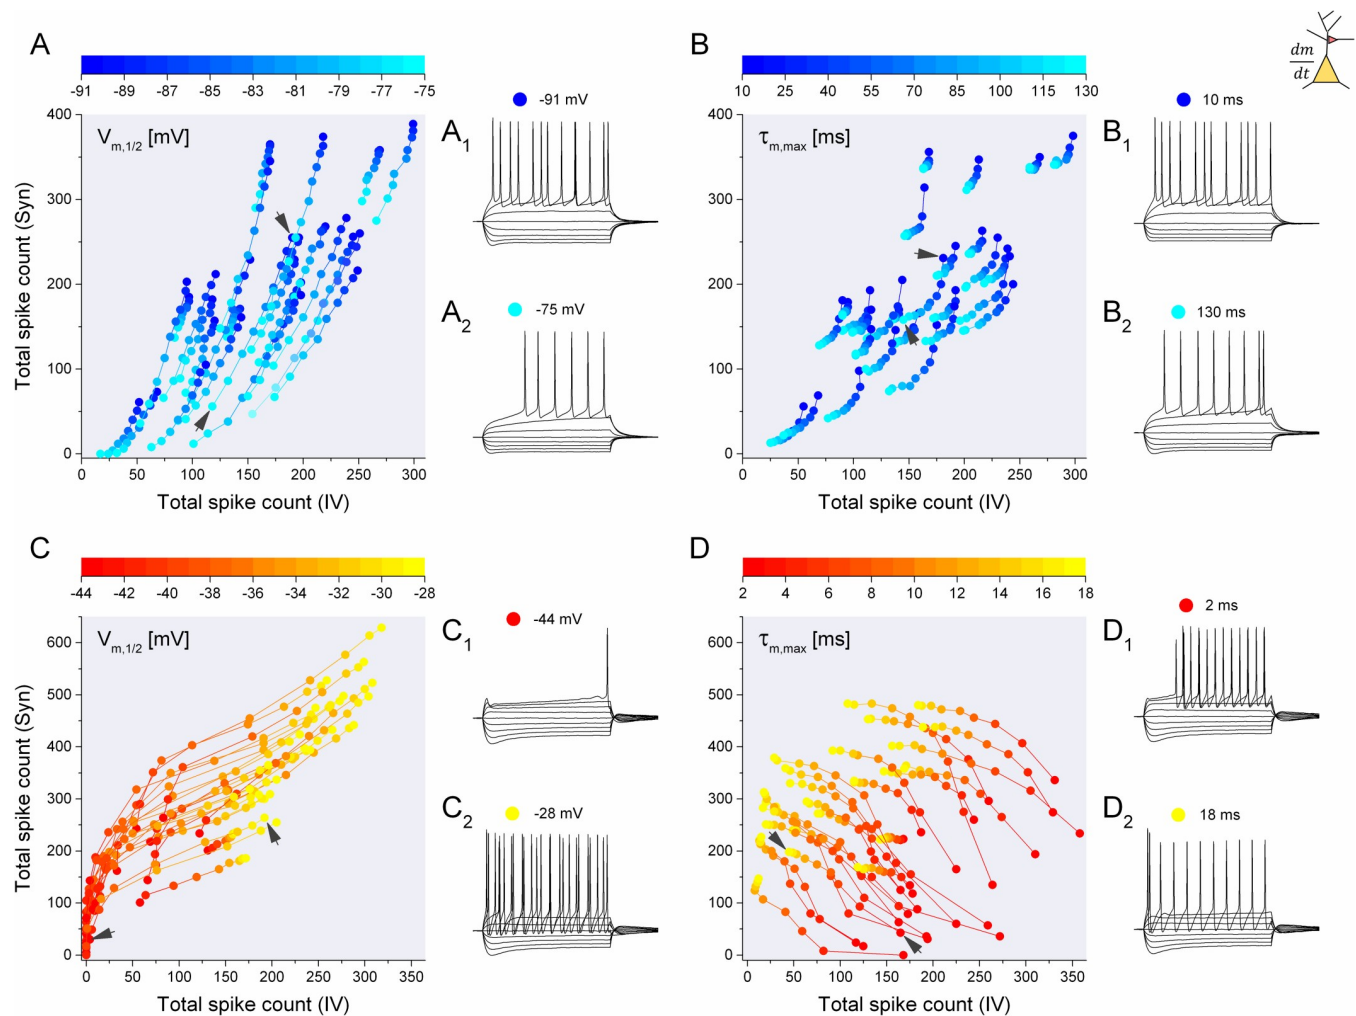 A
-91 -89 -87 -85 -83 -81 -79 -77 -75
V_m,1/2 [mV]
Total spike count (Syn)
400
300
200
100
0
0 50 100 150 200 250 300
Total spike count (IV)
-91 mV
A1
-75 mV
A2
B
10 25 40 55 70 85 100 115 130
τ_m,max [ms]
400
300
200
100
0
0 50 100 150 200 250 300
Total spike count (IV)
10 ms
B1
130 ms
B2
dm
dt
C
-44 -42 -40 -38 -36 -34 -32 -30 -28
V_m,1/2 [mV]
Total spike count (Syn)
600
500
400
300
200
100
0
0 50 100 150 200 250 300 350
Total spike count (IV)
-44 mV
C1
-28 mV
C2
D
2 4 6 8 10 12 14 16 18
τ_m,max [ms]
600
500
400
300
200
100
0
0 50 100 150 200 250 300 350
Total spike count (IV)
2 ms
D1
18 ms
D2